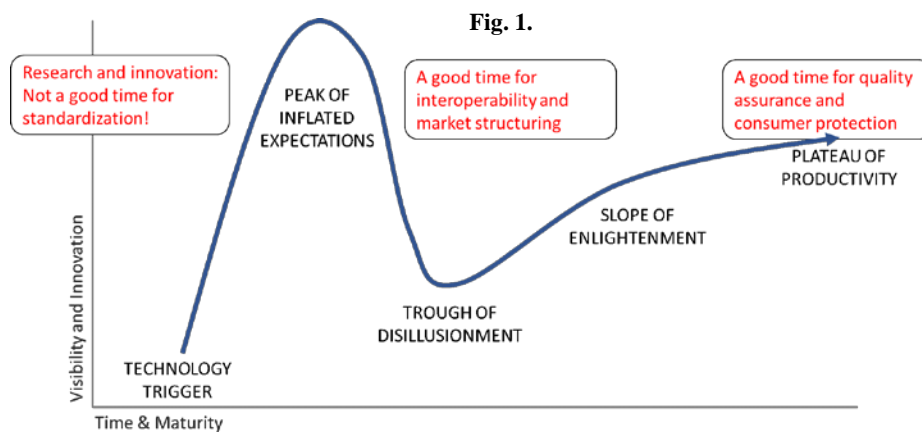 Fig. 1.
Research and innovation:
Not a good time for
standardization!
PEAK OF
INFLATED
EXPECTATIONS
A good time for
interoperability and
market structuring
A good time for quality
assurance and
consumer protection
PLATEAU OF
PRODUCTIVITY
SLOPE OF
ENLIGHTENMENT
TROUGH OF
DISILLUSIONMENT
TECHNOLOGY
TRIGGER
Visibility and Innovation
Time & Maturity